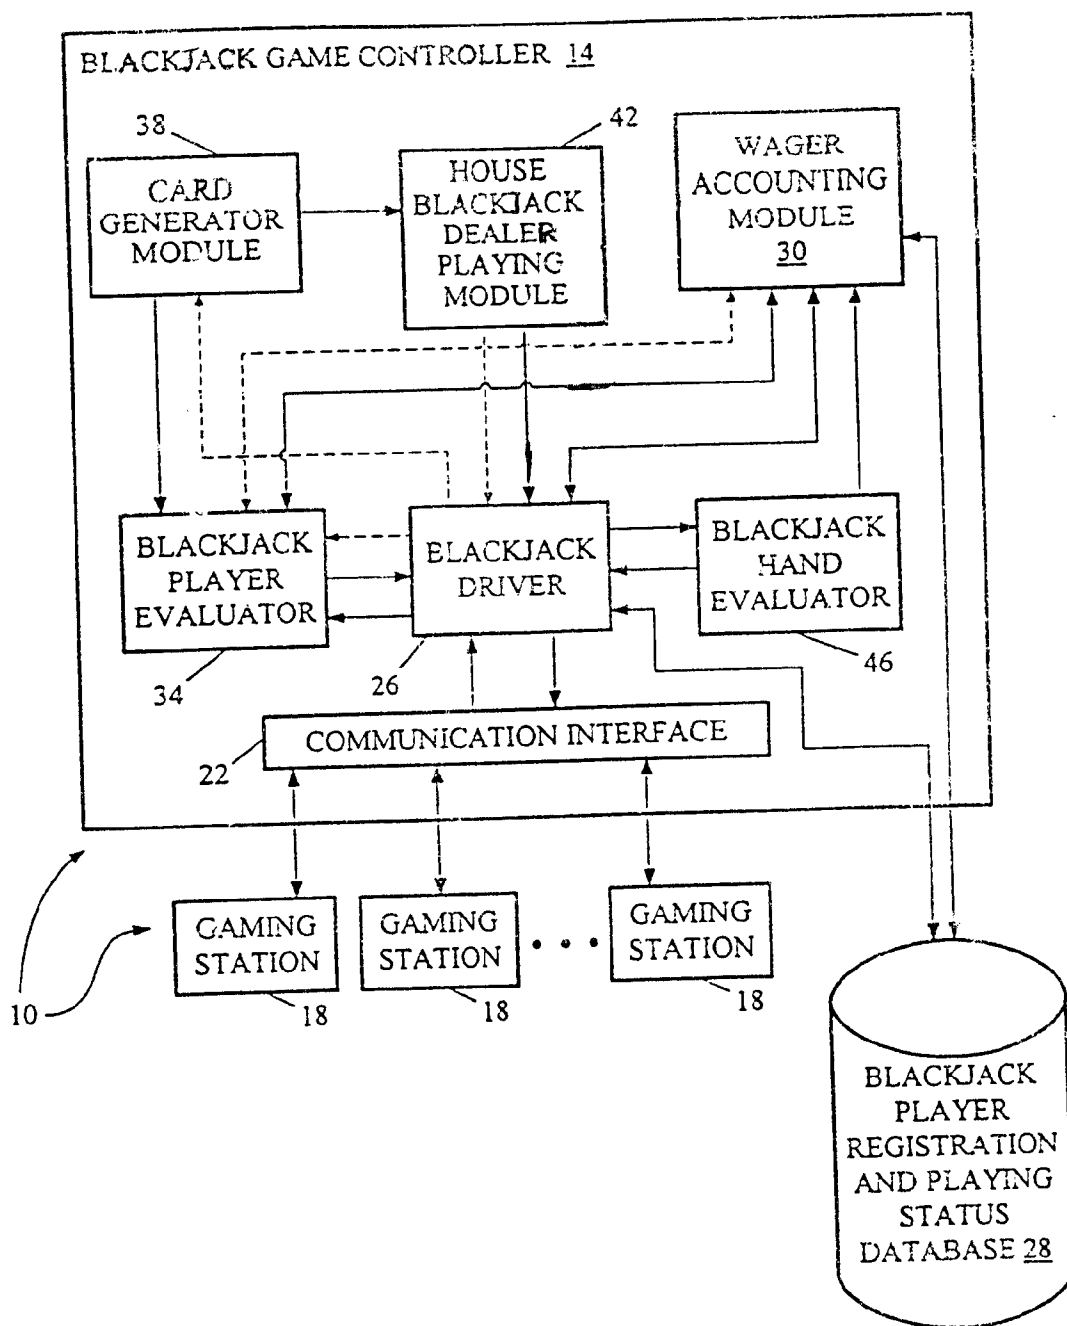 BLACKJACK GAME CONTROLLER 14
38
42
CARD
GENERATOR
MODULE
HOUSE
BLACKJACK
DEALER
PLAYING
MODULE
WAGER
ACCOUNTING
MODULE
30
BLACKJACK
PLAYER
EVALUATOR
BLACKJACK
DRIVER
BLACKJACK
HAND
EVALUATOR
34
26
46
COMMUNICATION INTERFACE
22
GAMING
STATION
GAMING
STATION
GAMING
STATION
18
18
18
10
BLACKJACK
PLAYER
REGISTRATION
AND PLAYING
STATUS
DATABASE 28